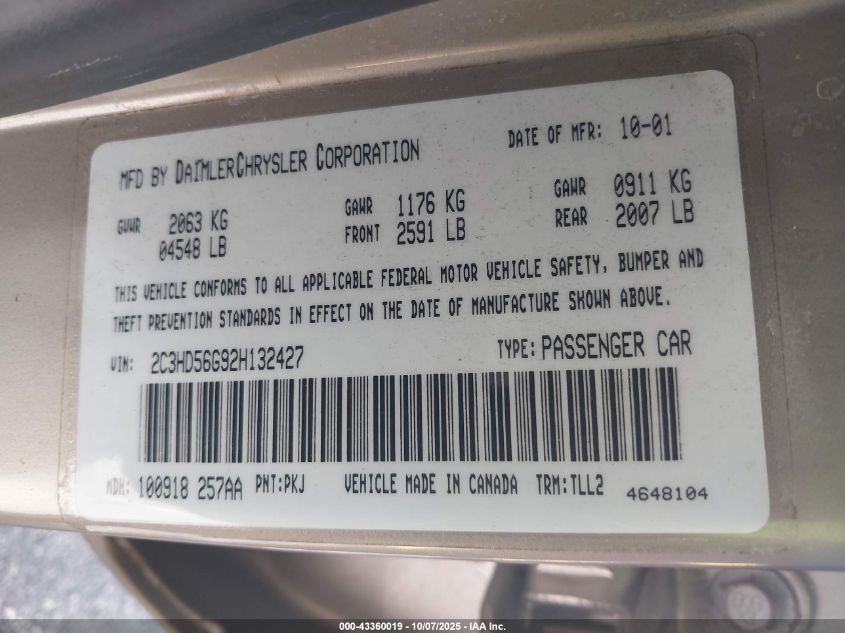 MFD BY DAIMLERCHRYSLER CORPORATION DATE OF MFR: 10-01
GVWR 2063 KG GAWR 1176 KG GAWR 0911 KG
04548 LB FRONT 2591 LB REAR 2007 LB
THIS VEHICLE CONFORMS TO ALL APPLICABLE FEDERAL MOTOR VEHICLE SAFETY, BUMPER AND
THEFT PREVENTION STANDARDS IN EFFECT ON THE DATE OF MANUFACTURE SHOWN ABOVE.
VIN: 2C3HD56G92H132427 TYPE: PASSENGER CAR
MDH: 100918 257AA PNT:PKJ VEHICLE MADE IN CANADA TRM:TLL2 4648104
000-43360019 - 10/07/2025 - IAA Inc.